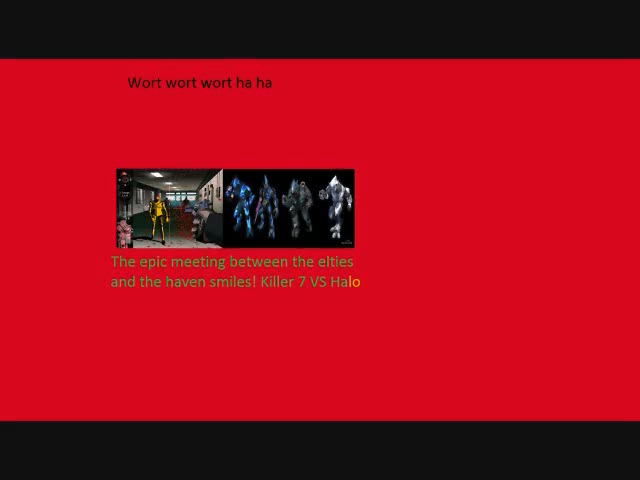 Wort wort wort ha ha
The epic meeting between the elties
and the haven smiles! Killer 7 VS Halo